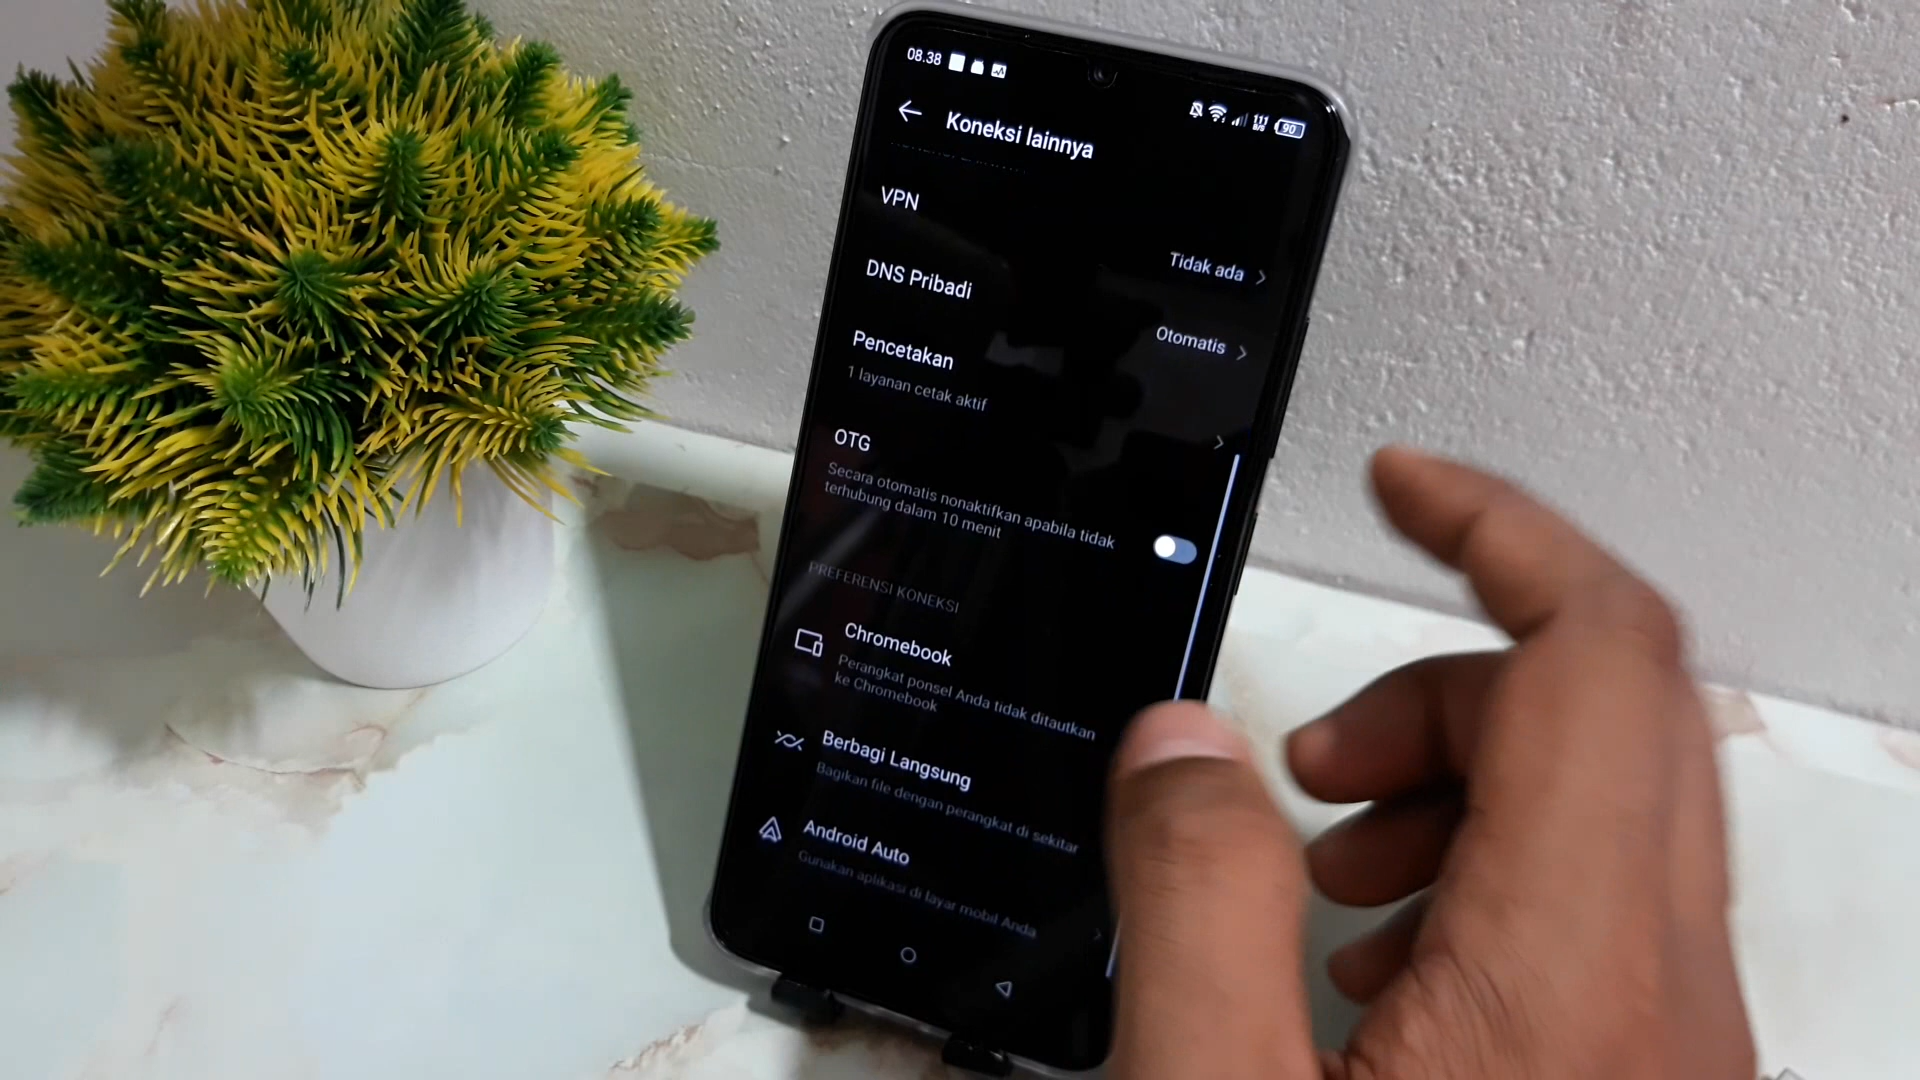 08.38
111
B/S
90
Koneksi lainnya
VPN
Tidak ada
DNS Pribadi
Otomatis
Pencetakan
1 layanan cetak aktif
OTG
Secara otomatis nonaktifkan apabila tidak
terhubung dalam 10 menit
PREFERENSI KONEKSI
Chromebook
Perangkat ponsel Anda tidak ditautkan
ke Chromebook
Berbagi Langsung
Bagikan file dengan perangkat di sekitar
Android Auto
Gunakan aplikasi di layar mobil Anda